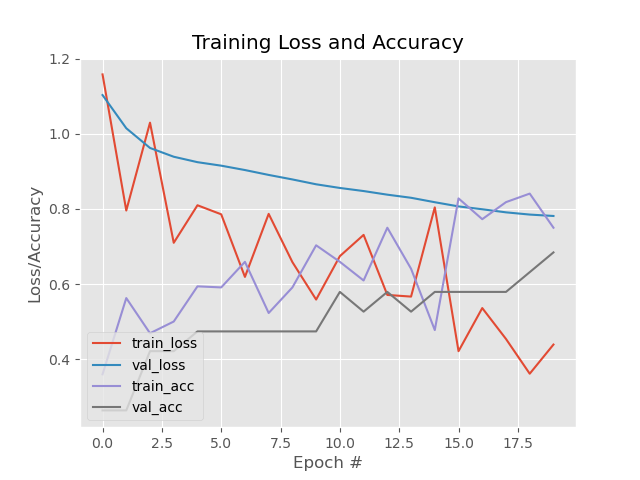 Training Loss and Accuracy
1.2
1.0
0.8
0.6
0.4
Loss/Accuracy
train_loss
val_loss
train_acc
val_acc
0.0 2.5 5.0 7.5 10.0 12.5 15.0 17.5
Epoch #